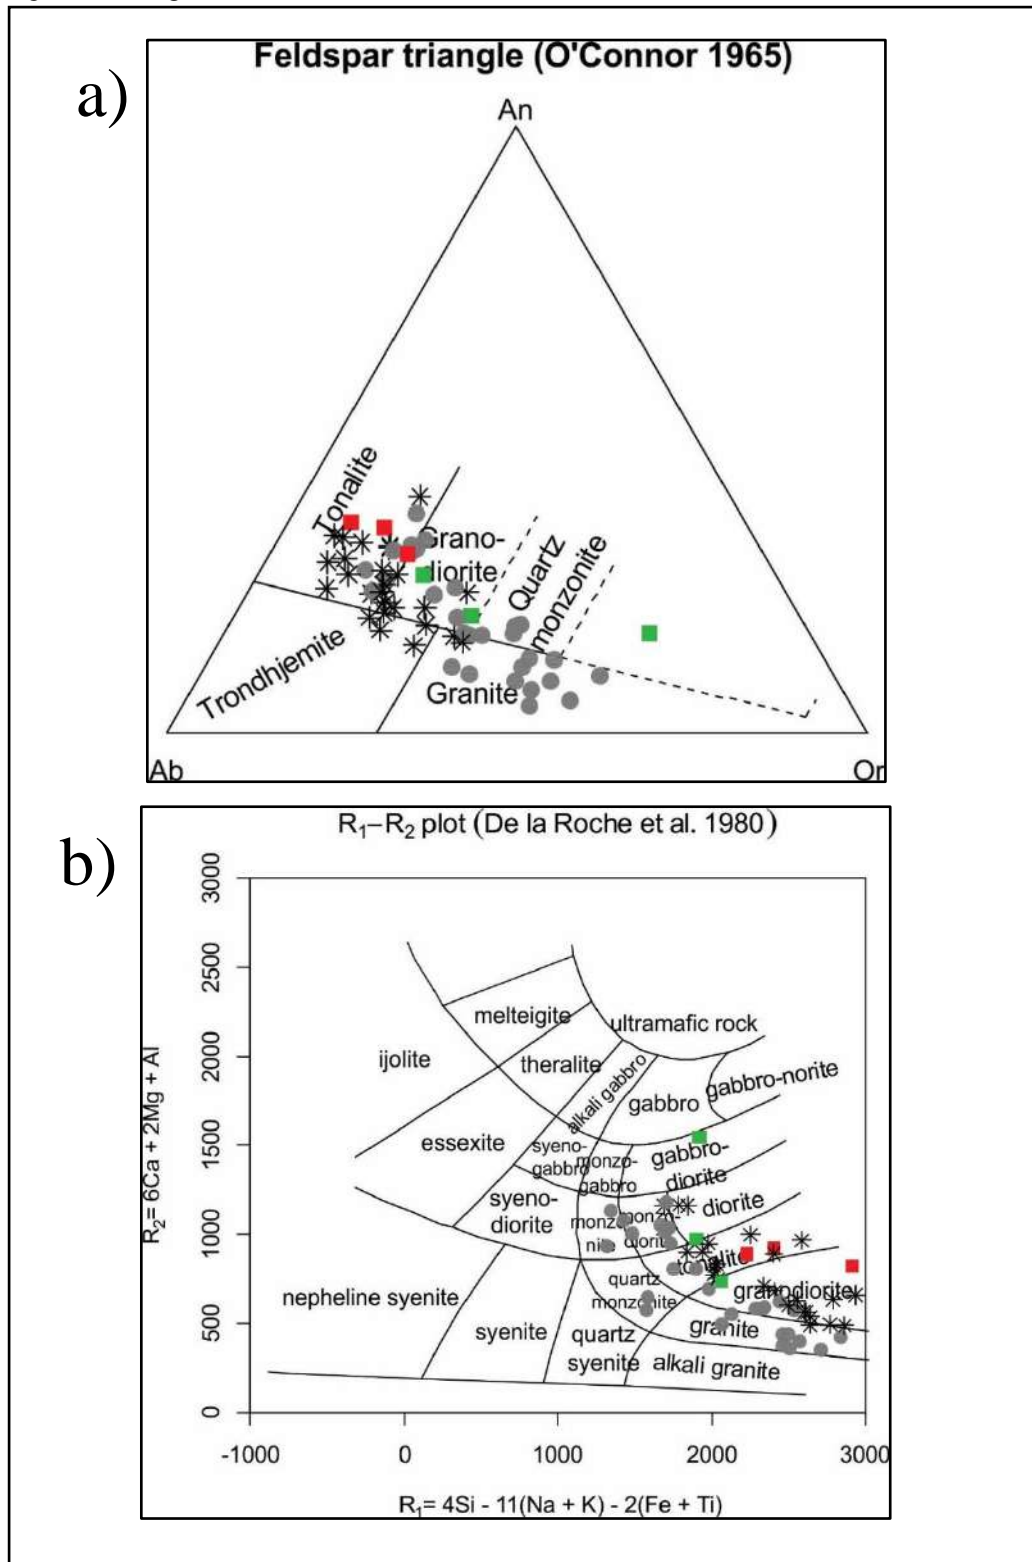 a)
Feldspar triangle (O'Connor 1965)
An
Tonalite
Grano-
diorite
Quartz
monzonite
Trondhjemite
Granite
Ab
Or
b)
R₁–R₂ plot (De la Roche et al. 1980)
R₂= 6Ca + 2Mg + Al
3000
2500
2000
1500
1000
500
0
melteigite
ultramafic rock
ijolite
theralite
alkali gabbro
gabbro
gabbro-norite
essexite
syeno-
gabbro
monzo-
gabbro
gabbro-
diorite
syeno-
diorite
monzo-
nite
monzo-
diorite
diorite
tonalite
nepheline syenite
quartz
monzonite
granodiorite
syenite
quartz
syenite
granite
alkali granite
-1000
0
1000
2000
3000
R₁= 4Si - 11(Na + K) - 2(Fe + Ti)